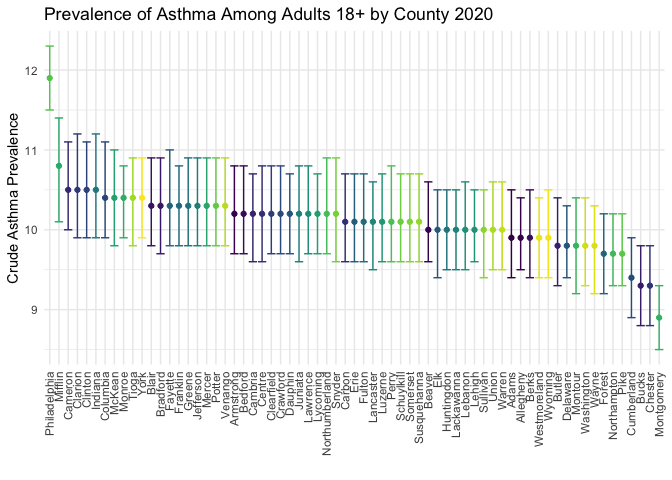 Prevalence of Asthma Among Adults 18+ by County 2020
Crude Asthma Prevalence
12
11
10
9
Philadelphia
Mifflin
Cameron
Clarion
Clinton
Indiana
Columbia
McKean
Monroe
Tioga
York
Blair
Bradford
Fayette
Franklin
Greene
Jefferson
Mercer
Potter
Venango
Armstrong
Bedford
Cambria
Centre
Clearfield
Crawford
Dauphin
Juniata
Lawrence
Lycoming
Northumberland
Snyder
Carbon
Erie
Fulton
Lancaster
Luzerne
Perry
Schuylkill
Somerset
Susquehanna
Beaver
Elk
Huntingdon
Lackawanna
Lebanon
Lehigh
Sullivan
Union
Warren
Adams
Allegheny
Berks
Westmoreland
Wyoming
Butler
Delaware
Montour
Washington
Wayne
Forest
Northampton
Pike
Cumberland
Bucks
Chester
Montgomery